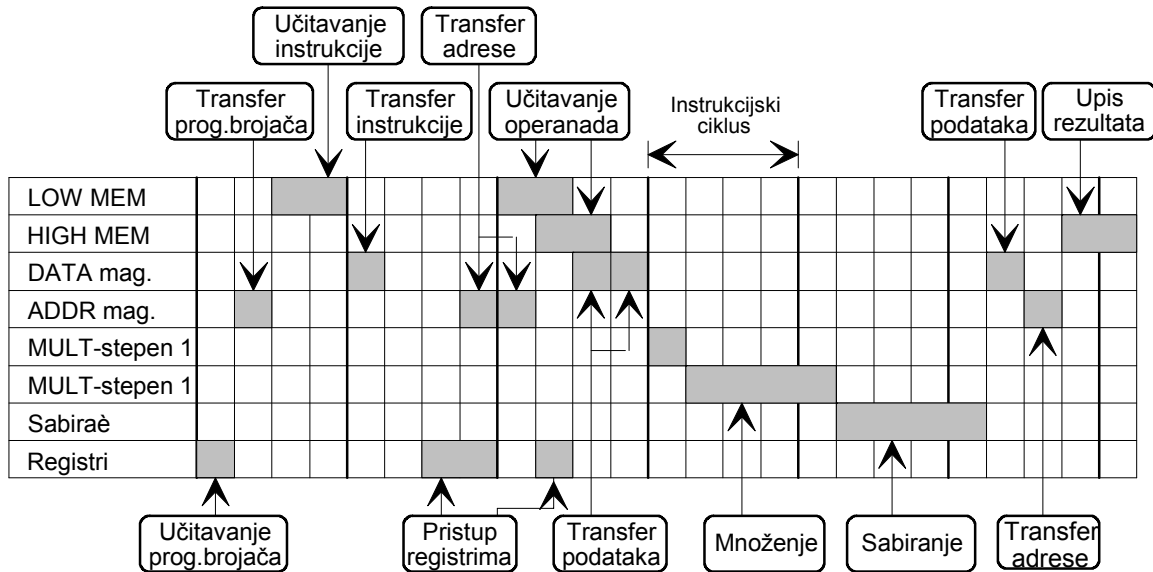 Učitavanje
instrukcije
Transfer
adrese
Transfer
prog.brojača
Transfer
instrukcije
Učitavanje
operanada
Instrukcijski
ciklus
Transfer
podataka
Upis
rezultata
LOW MEM
HIGH MEM
DATA mag.
ADDR mag.
MULT-stepen 1
MULT-stepen 1
Sabiraè
Registri
Učitavanje
prog.brojača
Pristup
registrima
Transfer
podataka
Množenje
Sabiranje
Transfer
adrese